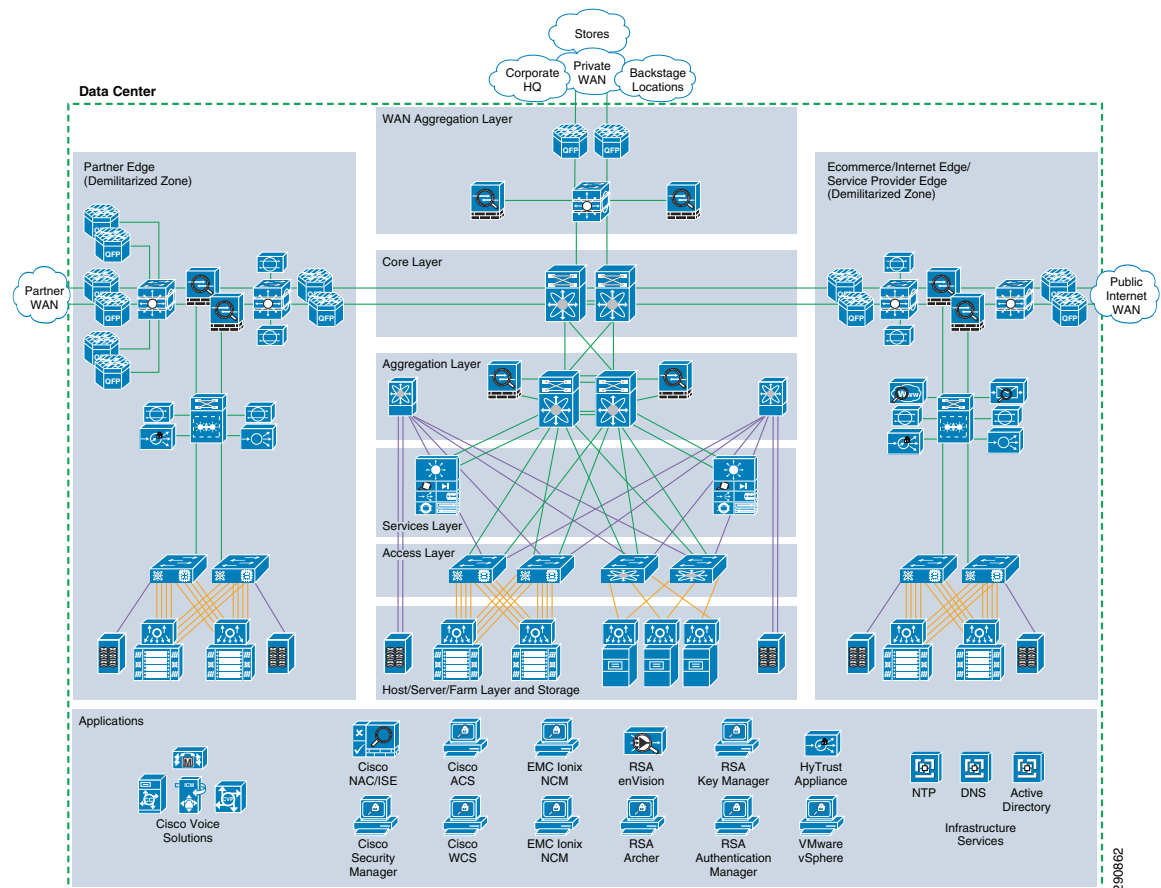 Stores
Corporate
HQ
Private
WAN
Backstage
Locations
Data Center
WAN Aggregation Layer
QFP
QFP
Partner Edge
(Demilitarized Zone)
QFP
QFP
QFP
QFP
Partner
WAN
Core Layer
Ecommerce/Internet Edge/
Service Provider Edge
(Demilitarized Zone)
QFP
QFP
Public
Internet
WAN
Aggregation Layer
Services Layer
Access Layer
Host/Server/Farm Layer and Storage
Applications
M
ICM
Cisco Voice
Solutions
Cisco
NAC/ISE
Cisco
ACS
EMC Ionix
NCM
RSA
enVision
RSA
Key Manager
HyTrust
Appliance
Cisco
Security
Manager
Cisco
WCS
EMC Ionix
NCM
RSA
Archer
RSA
Authentication
Manager
VMware
vSphere
NTP
DNS
Active
Directory
Infrastructure
Services
290862